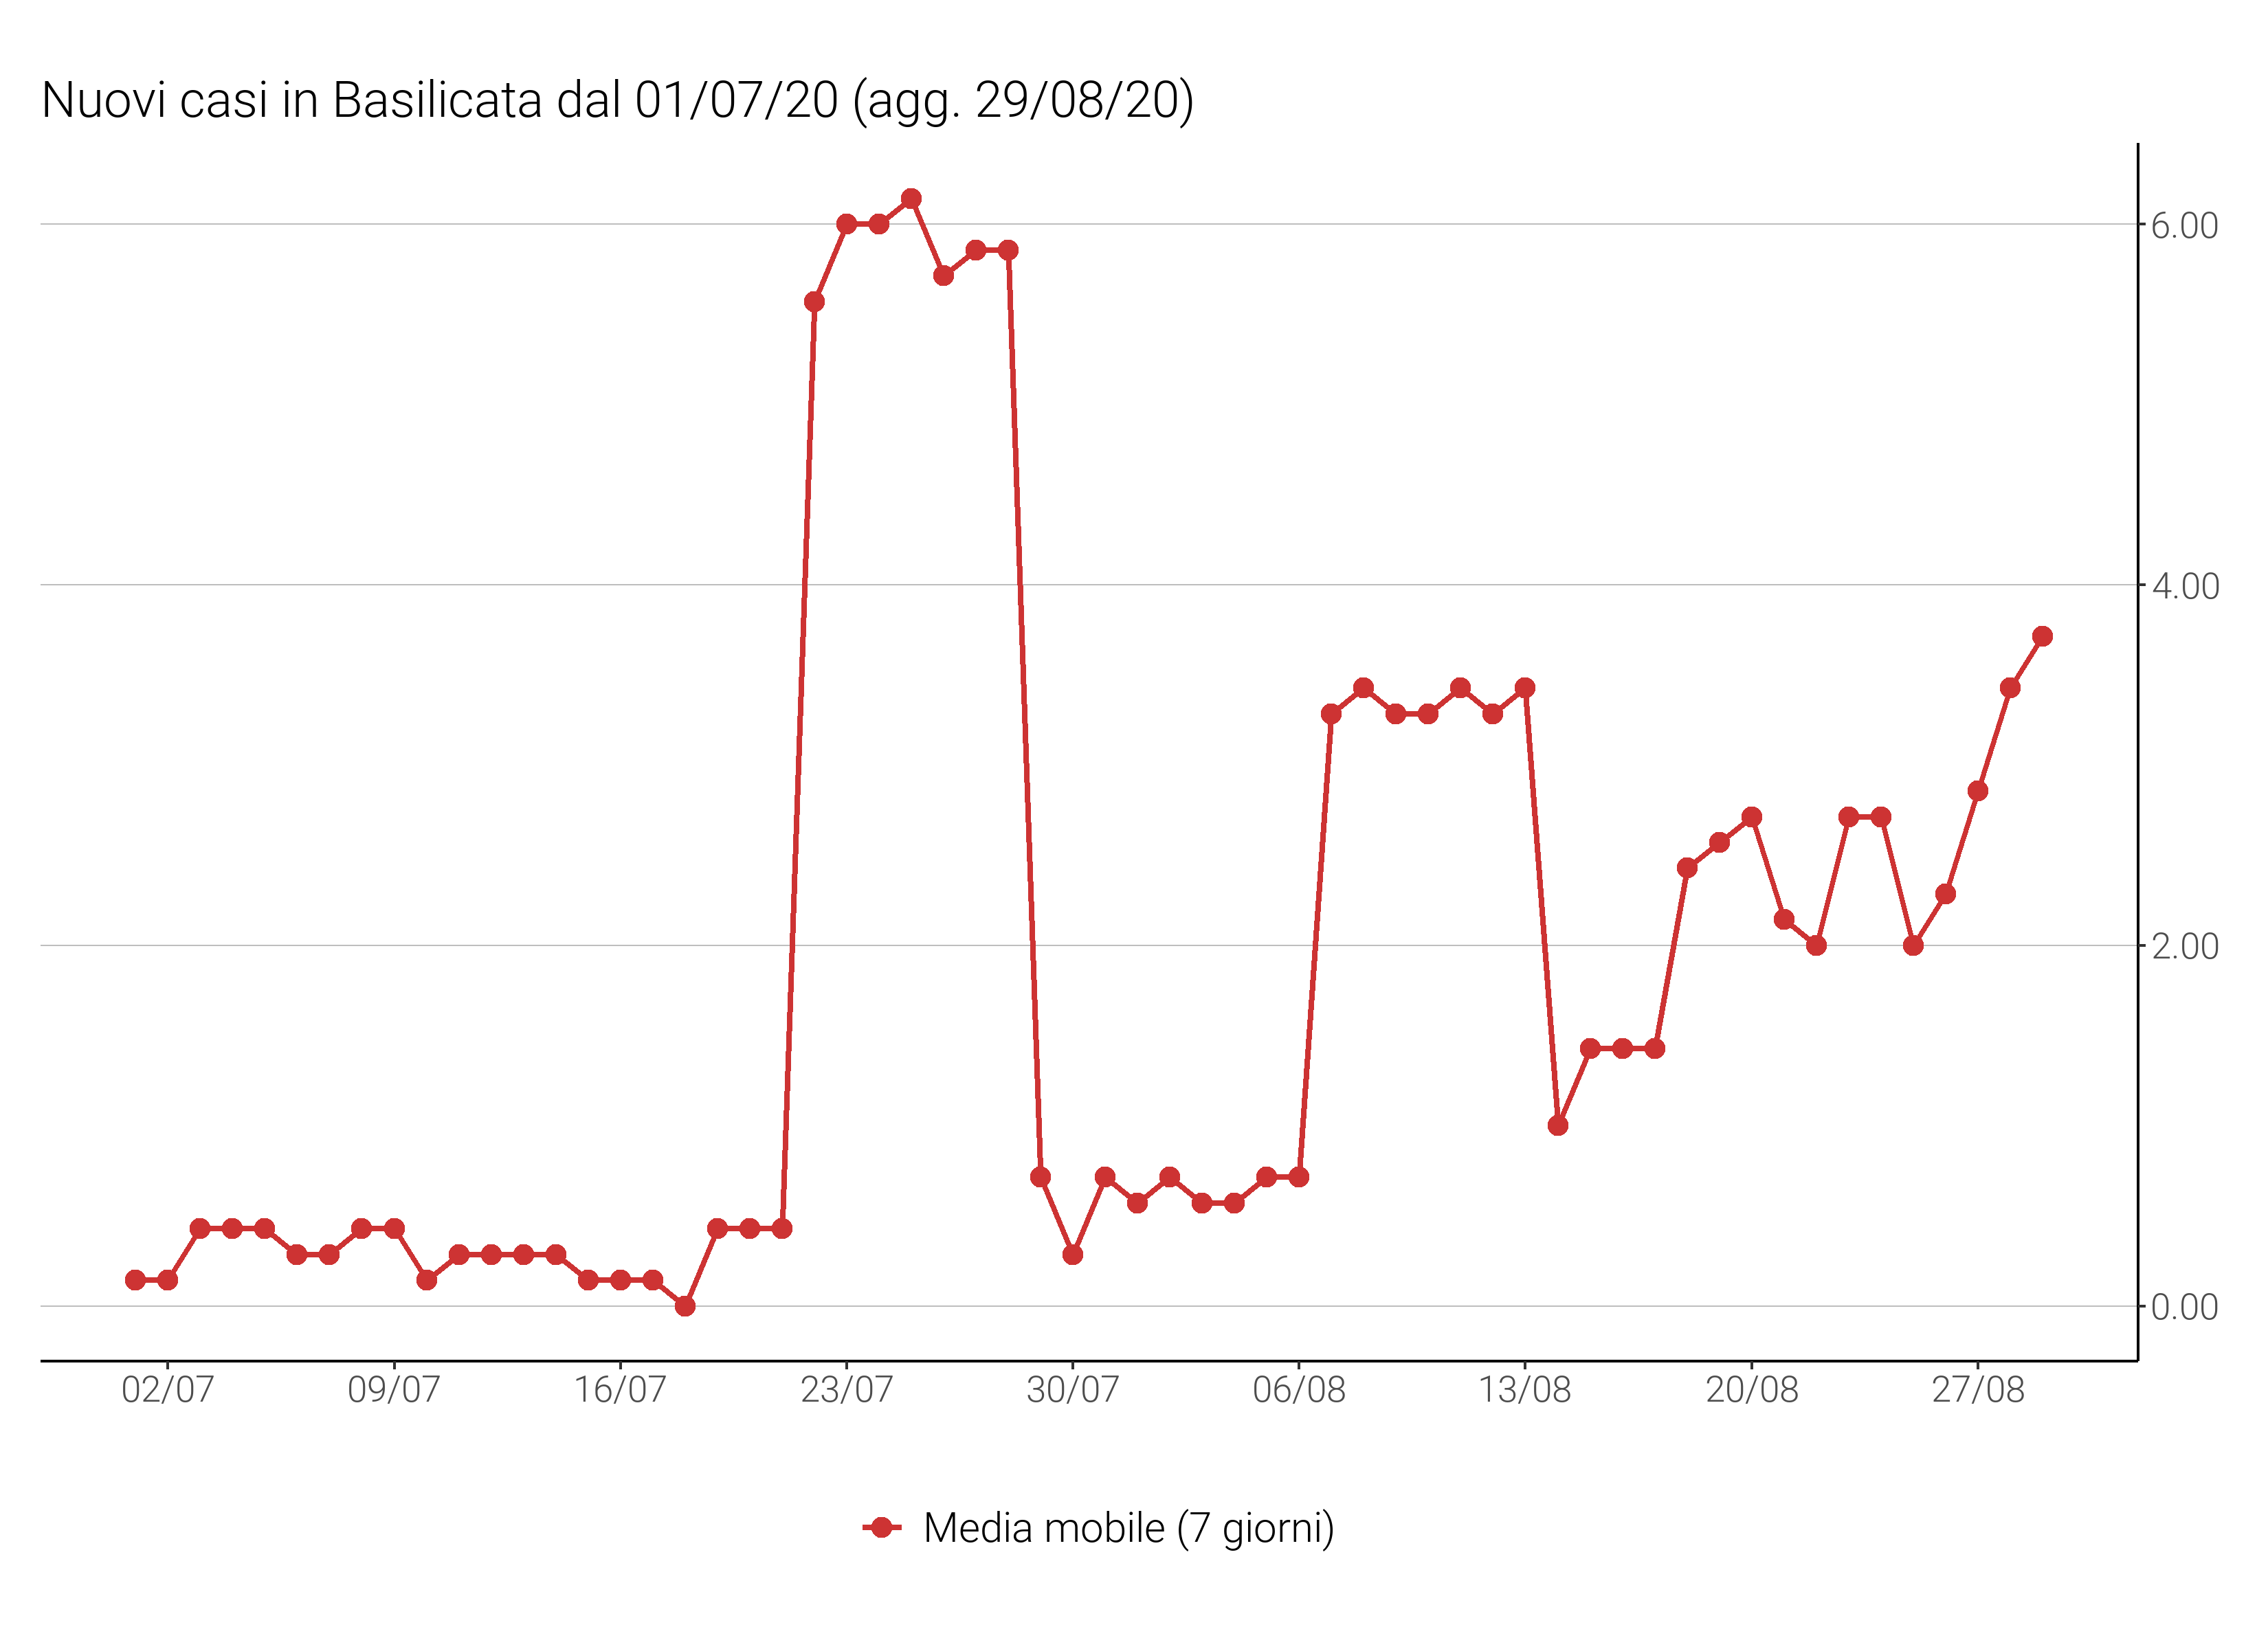 Nuovi casi in Basilicata dal 01/07/20 (agg. 29/08/20)
6.00
4.00
2.00
0.00
02/07 09/07 16/07 23/07 30/07 06/08 13/08 20/08 27/08
Media mobile (7 giorni)